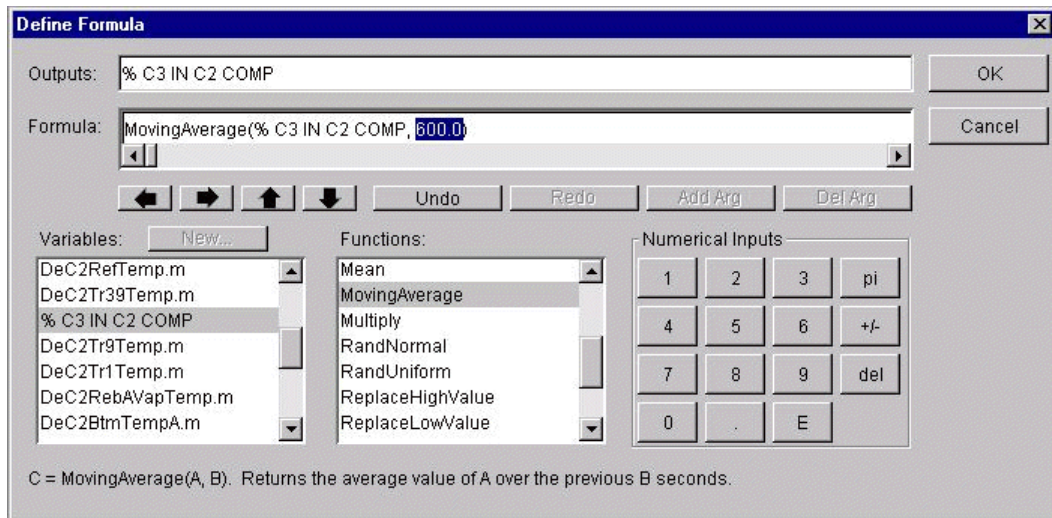 Define Formula
Outputs: % C3 IN C2 COMP OK
Formula: MovingAverage(% C3 IN C2 COMP, 600.0) Cancel
Undo Redo Add Arg Del Arg
Variables: New... Functions: Numerical Inputs
DeC2RefTemp.m Mean 1 2 3 pi
DeC2Tr39Temp.m MovingAverage
% C3 IN C2 COMP Multiply 4 5 6 +/-
DeC2Tr9Temp.m RandNormal
DeC2Tr1Temp.m RandUniform 7 8 9 del
DeC2RebAVapTemp.m ReplaceHighValue
DeC2BtmTempA.m ReplaceLowValue 0 . E
C = MovingAverage(A, B). Returns the average value of A over the previous B seconds.